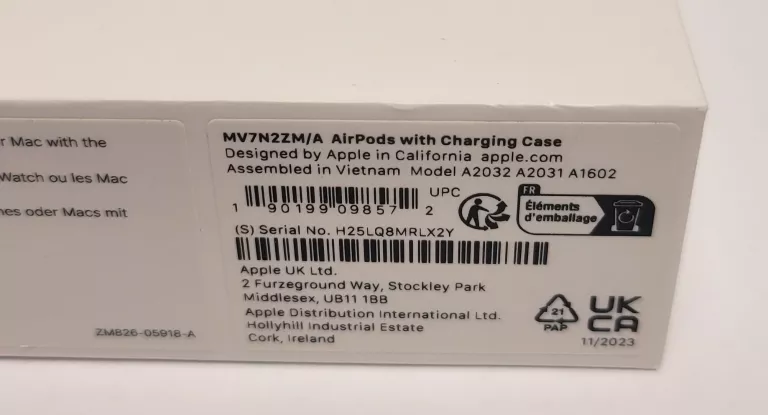 r Mac with the
Watch ou les Mac
nes oder Macs mit
ZM826-05918-A
MV7N2ZM/A AirPods with Charging Case
Designed by Apple in California apple.com
Assembled in Vietnam Model A2032 A2031 A1602
UPC
1 90199 09857 2
FR
Éléments
d'emballage
(S) Serial No. H25LQ8MRLX2Y
Apple UK Ltd.
2 Furzeground Way, Stockley Park
Middlesex, UB11 1BB
Apple Distribution International Ltd.
Hollyhill Industrial Estate
Cork, Ireland
21
PAP
UK
CA
11/2023